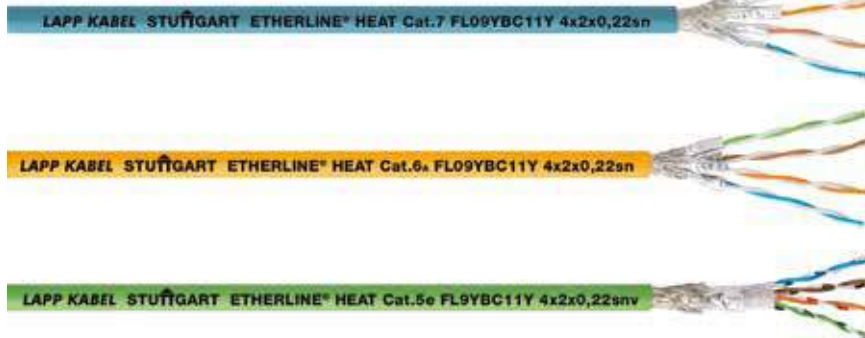 LAPP KABEL STUTTGART ETHERLINE® HEAT Cat.7 FL09YBC11Y 4x2x0,22sn
LAPP KABEL STUTTGART ETHERLINE® HEAT Cat.6A FL09YBC11Y 4x2x0,22sn
LAPP KABEL STUTTGART ETHERLINE® HEAT Cat.5e FL9YBC11Y 4x2x0,22snv